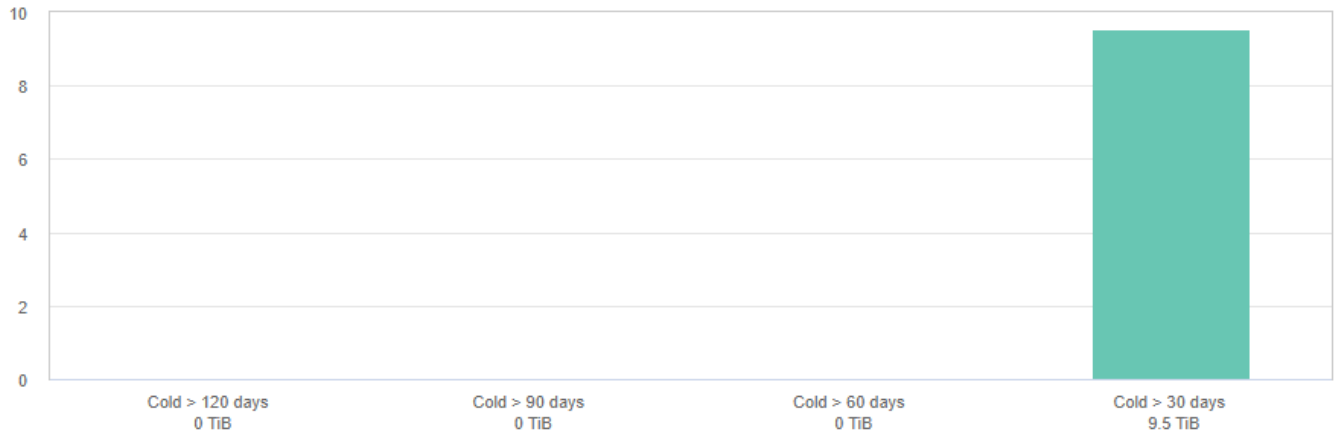 10
8
6
4
2
0
Cold > 120 days
0 TiB
Cold > 90 days
0 TiB
Cold > 60 days
0 TiB
Cold > 30 days
9.5 TiB